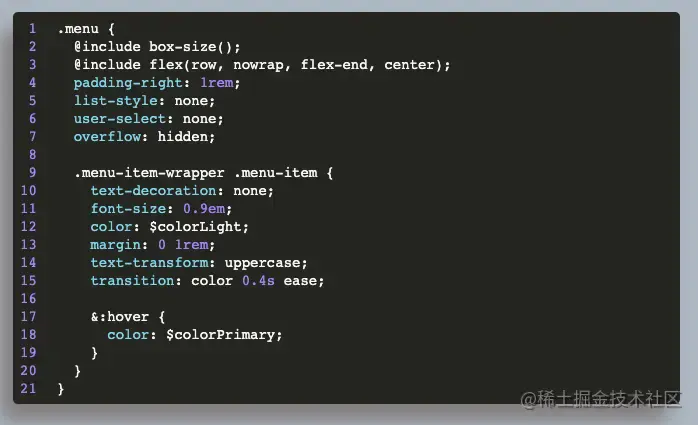 1 .menu {
2   @include box-size();
3   @include flex(row, nowrap, flex-end, center);
4   padding-right: 1rem;
5   list-style: none;
6   user-select: none;
7   overflow: hidden;
8
9   .menu-item-wrapper .menu-item {
10     text-decoration: none;
11     font-size: 0.9em;
12     color: $colorLight;
13     margin: 0 1rem;
14     text-transform: uppercase;
15     transition: color 0.4s ease;
16
17     &:hover {
18       color: $colorPrimary;
19     }
20   }
21 }
@稀土掘金技术社区